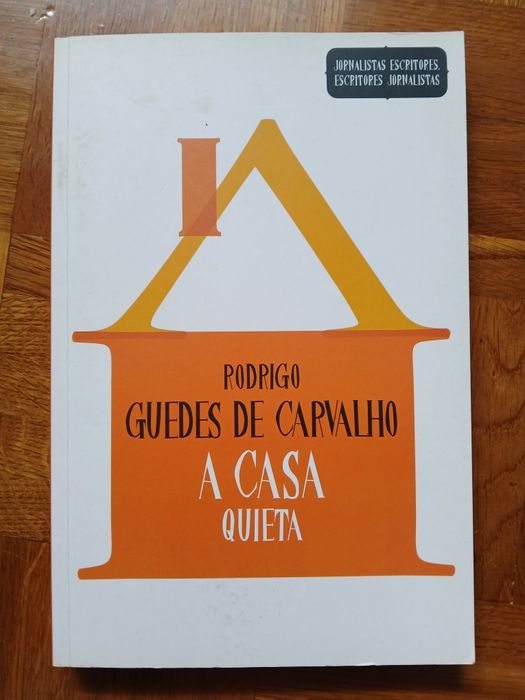 JORNALISTAS ESCRITORES,
ESCRITORES JORNALISTAS
RODRIGO
GUEDES DE CARVALHO
A CASA
QUIETA